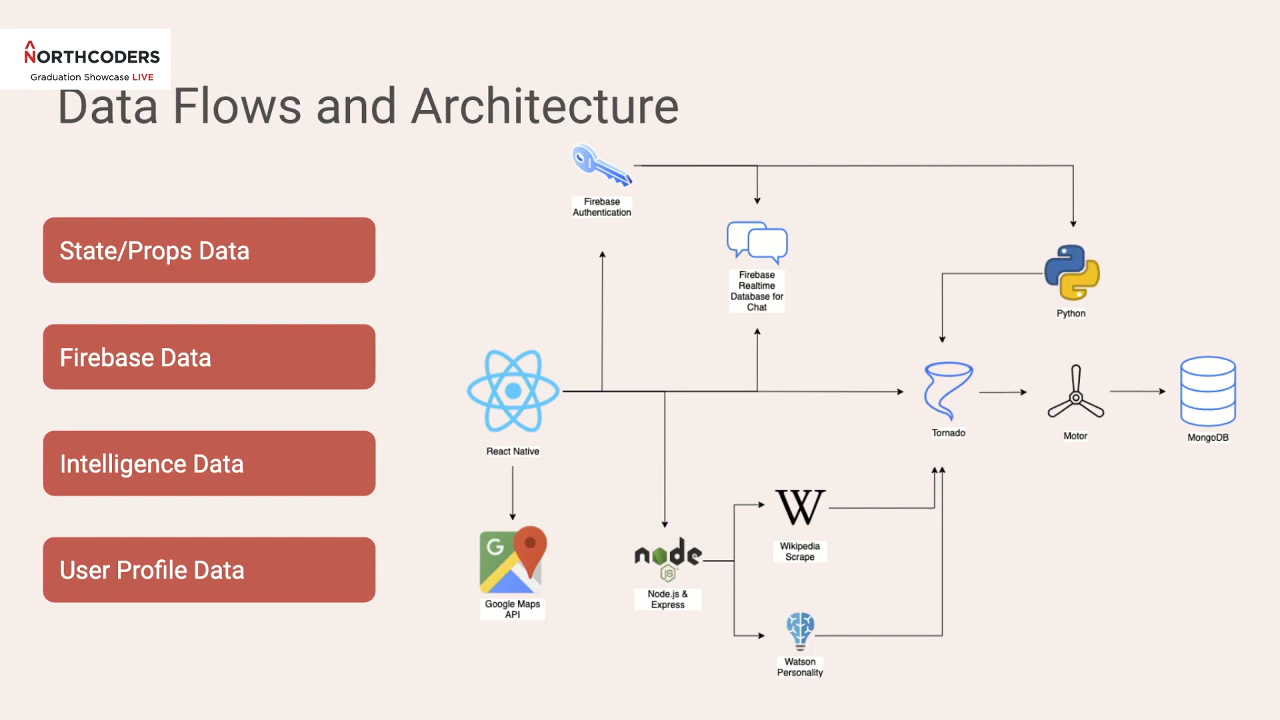 NORTHCODERS
Graduation Showcase LIVE
Data Flows and Architecture
State/Props Data
Firebase Data
Intelligence Data
User Profile Data
Firebase
Authentication
Firebase
Realtime
Database for
Chat
Python
React Native
Tornado
Motor
MongoDB
G
Google Maps
API
node
JS
Node.js &
Express
W
Wikipedia
Scrape
Watson
Personality